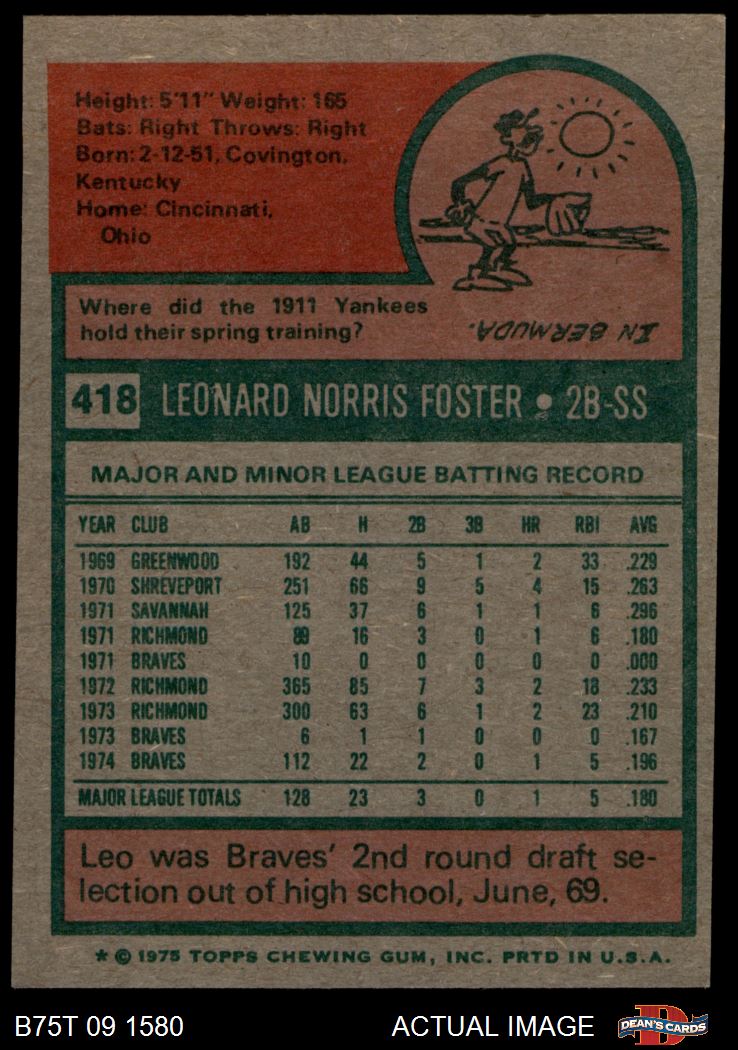 Height: 5'11" Weight: 165
Bats: Right Throws: Right
Born: 2-12-51, Covington,
Kentucky
Home: Cincinnati,
Ohio
Where did the 1911 Yankees
hold their spring training?
IN BERMUDA.
418 LEONARD NORRIS FOSTER • 2B-SS
MAJOR AND MINOR LEAGUE BATTING RECORD
YEAR CLUB AB H 2B 3B HR RBI AVG
1969 GREENWOOD 192 44 5 1 2 33 .229
1970 SHREVEPORT 251 66 9 5 4 15 .263
1971 SAVANNAH 125 37 6 1 1 6 .296
1971 RICHMOND 89 16 3 0 1 6 .180
1971 BRAVES 10 0 0 0 0 0 .000
1972 RICHMOND 365 85 7 3 2 18 .233
1973 RICHMOND 300 63 6 1 2 23 .210
1973 BRAVES 6 1 1 0 0 0 .167
1974 BRAVES 112 22 2 0 1 5 .196
MAJOR LEAGUE TOTALS 128 23 3 0 1 5 .180
Leo was Braves' 2nd round draft se-
lection out of high school, June, 69.
* © 1975 TOPPS CHEWING GUM, INC. PRTD IN U.S.A.
B75T 09 1580 ACTUAL IMAGE DEAN'S CARDS